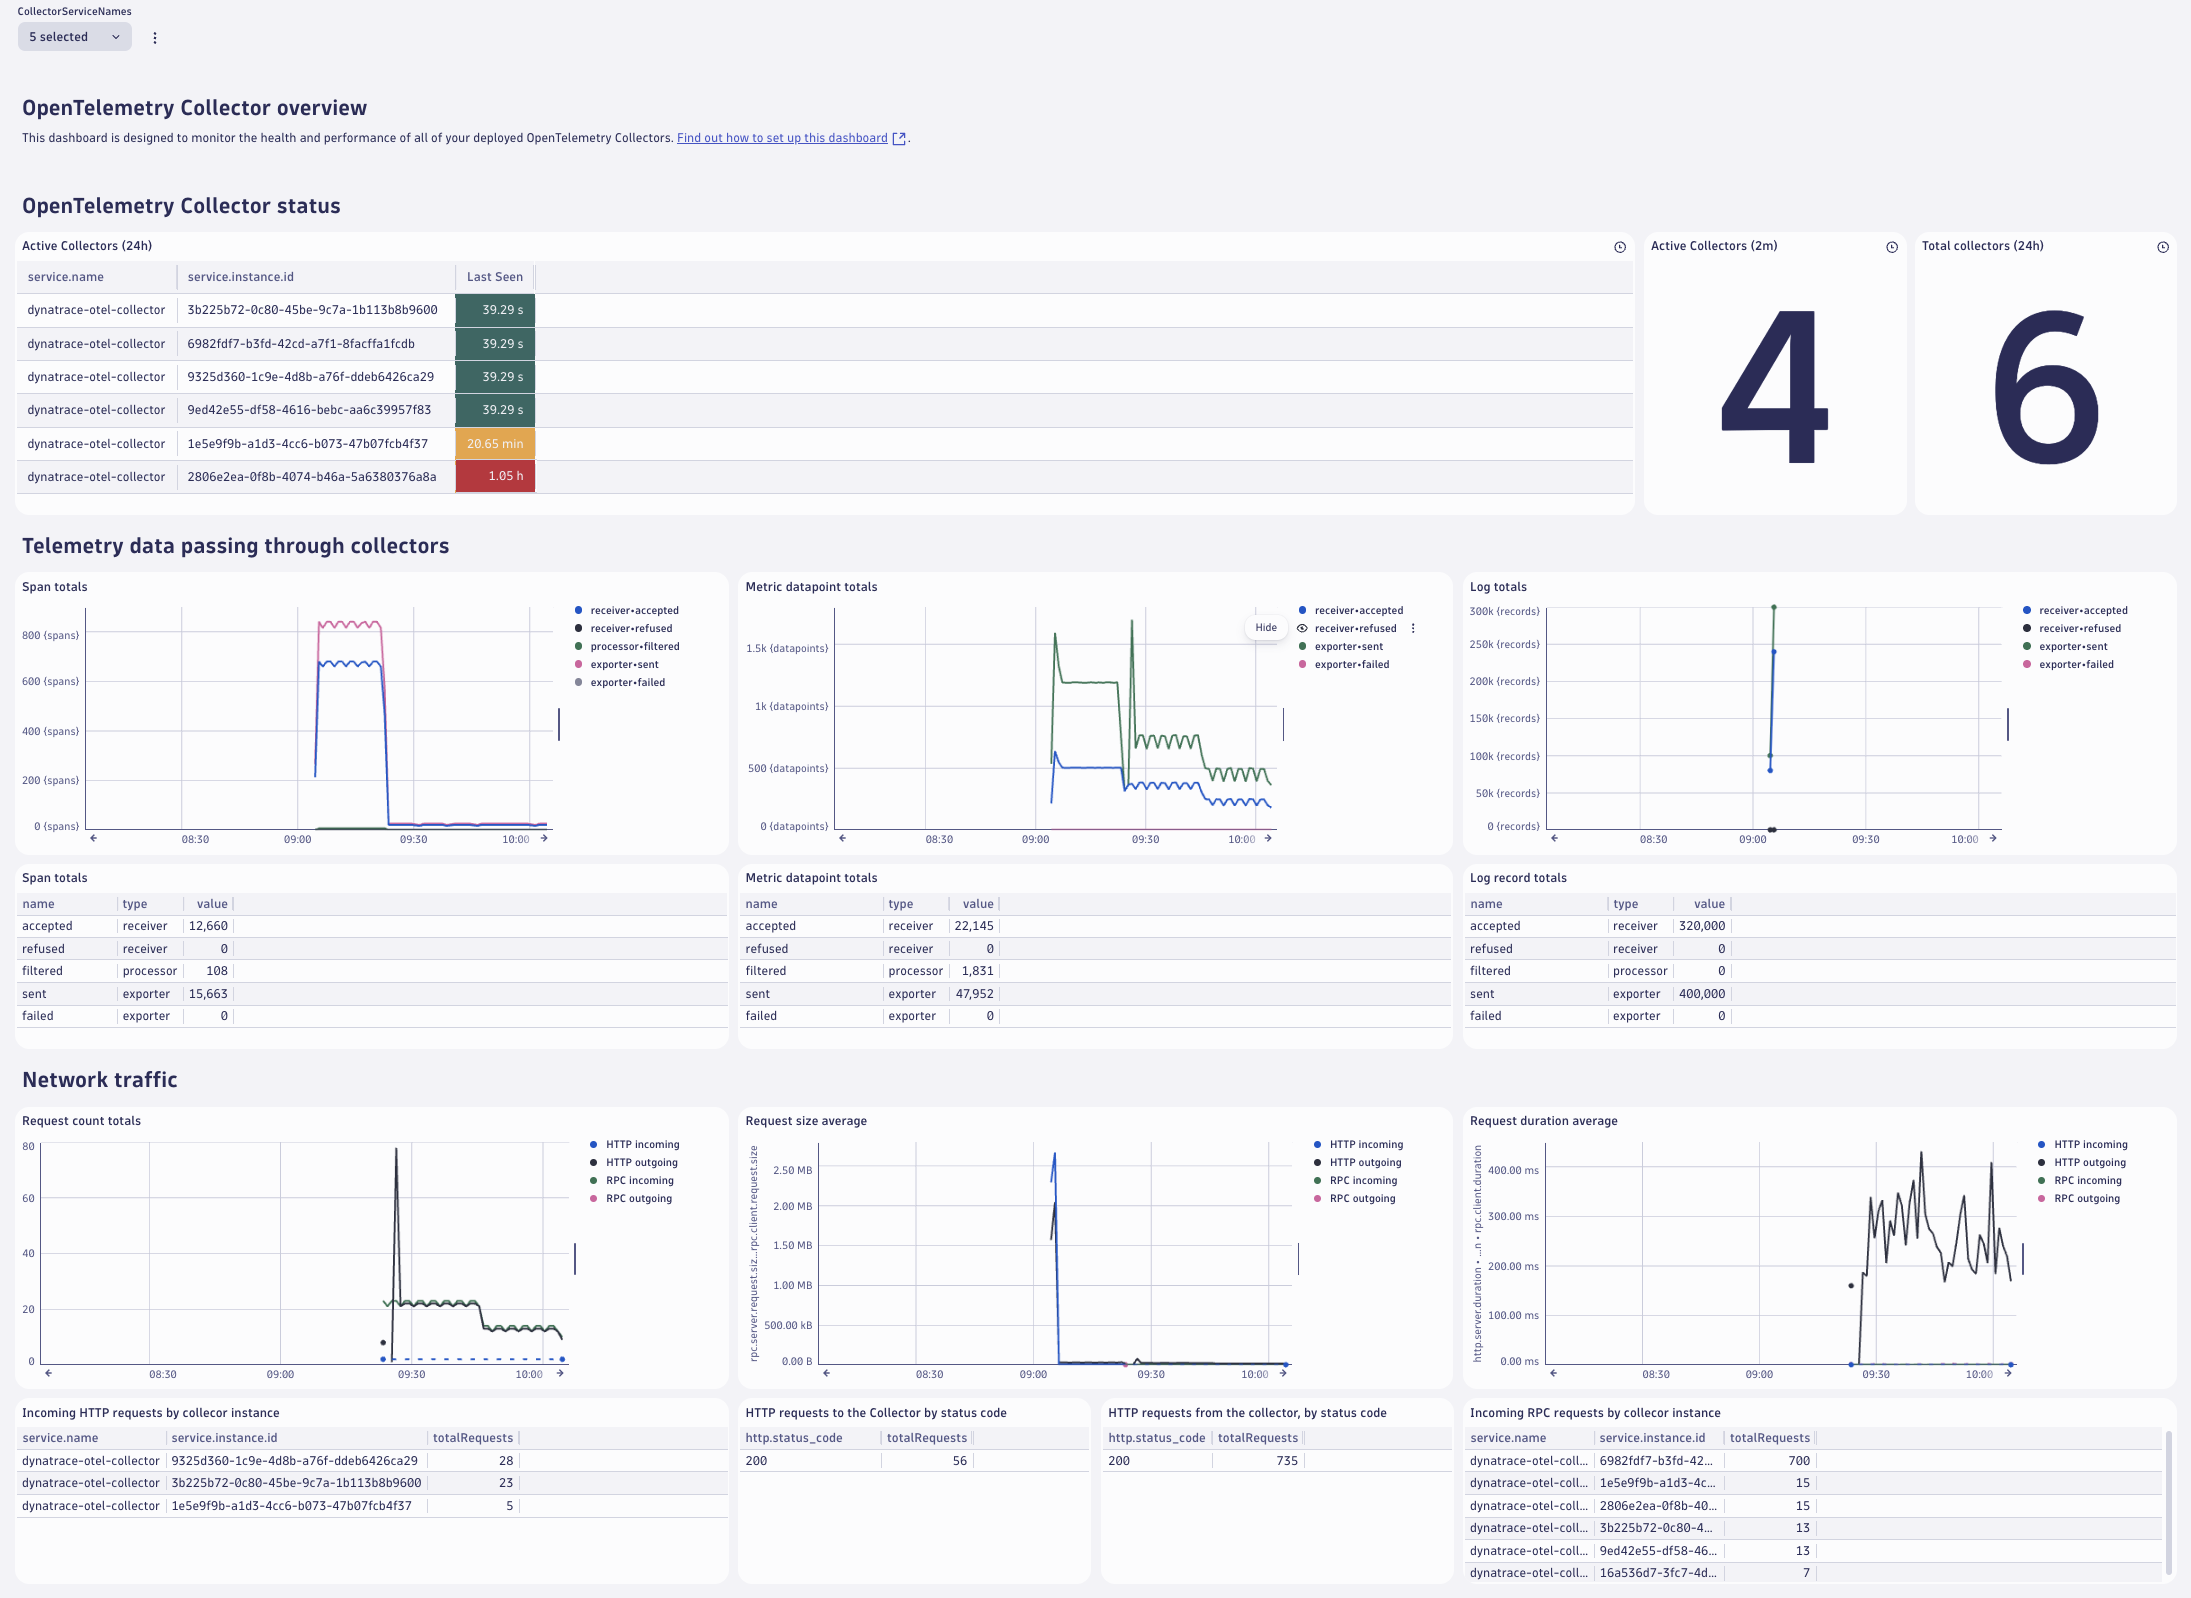 CollectorServiceNames
5 selected
OpenTelemetry Collector overview
This dashboard is designed to monitor the health and performance of all of your deployed OpenTelemetry Collectors. Find out how to set up this dashboard .
OpenTelemetry Collector status
Active Collectors (24h)
service.name service.instance.id Last Seen
dynatrace-otel-collector 3b225b72-0c80-45be-9c7a-1b113b8b9600 39.29 s
dynatrace-otel-collector 6982fdf7-b3fd-42cd-a7f1-8facffa1fcdb 39.29 s
dynatrace-otel-collector 9325d360-1c9e-4d8b-a76f-ddeb6426ca29 39.29 s
dynatrace-otel-collector 9ed42e55-df58-4616-bebc-aa6c39957f83 39.29 s
dynatrace-otel-collector 1e5e9f9b-a1d3-4cc6-b073-47b07fcb4f37 20.65 min
dynatrace-otel-collector 2806e2ea-0f8b-4074-b46a-5a6380376a8a 1.05 h
Active Collectors (2m)
4
Total collectors (24h)
6
Telemetry data passing through collectors
Span totals
800 {spans}
600 {spans}
400 {spans}
200 {spans}
0 {spans}
08:30 09:00 09:30 10:00
receiver•accepted
receiver•refused
processor•filtered
exporter•sent
exporter•failed
Metric datapoint totals
1.5k {datapoints}
1k {datapoints}
500 {datapoints}
0 {datapoints}
08:30 09:00 09:30 10:00
Hide
receiver•accepted
receiver•refused
exporter•sent
exporter•failed
Log totals
300k {records}
250k {records}
200k {records}
150k {records}
100k {records}
50k {records}
0 {records}
08:30 09:00 09:30 10:00
receiver•accepted
receiver•refused
exporter•sent
exporter•failed
Span totals
name type value
accepted receiver 12,660
refused receiver 0
filtered processor 108
sent exporter 15,663
failed exporter 0
Metric datapoint totals
name type value
accepted receiver 22,145
refused receiver 0
filtered processor 1,831
sent exporter 47,952
failed exporter 0
Log record totals
name type value
accepted receiver 320,000
refused receiver 0
filtered processor 0
sent exporter 400,000
failed exporter 0
Network traffic
Request count totals
80
60
40
20
0
08:30 09:00 09:30 10:00
HTTP incoming
HTTP outgoing
RPC incoming
RPC outgoing
Request size average
rpc.server.request.siz...rpc.client.request.size
2.50 MB
2.00 MB
1.50 MB
1.00 MB
500.00 kB
0.00 B
08:30 09:00 09:30 10:00
HTTP incoming
HTTP outgoing
RPC incoming
RPC outgoing
Request duration average
http.server.duration • ...n • rpc.client.duration
400.00 ms
300.00 ms
200.00 ms
100.00 ms
0.00 ms
08:30 09:00 09:30 10:00
HTTP incoming
HTTP outgoing
RPC incoming
RPC outgoing
Incoming HTTP requests by collecor instance
service.name service.instance.id totalRequests
dynatrace-otel-collector 9325d360-1c9e-4d8b-a76f-ddeb6426ca29 28
dynatrace-otel-collector 3b225b72-0c80-45be-9c7a-1b113b8b9600 23
dynatrace-otel-collector 1e5e9f9b-a1d3-4cc6-b073-47b07fcb4f37 5
HTTP requests to the Collector by status code
http.status_code totalRequests
200 56
HTTP requests from the collector, by status code
http.status_code totalRequests
200 735
Incoming RPC requests by collecor instance
service.name service.instance.id totalRequests
dynatrace-otel-coll... 6982fdf7-b3fd-42... 700
dynatrace-otel-coll... 1e5e9f9b-a1d3-4c... 15
dynatrace-otel-coll... 2806e2ea-0f8b-40... 15
dynatrace-otel-coll... 3b225b72-0c80-4... 13
dynatrace-otel-coll... 9ed42e55-df58-46... 13
dynatrace-otel-coll... 16a536d7-3fc7-4d... 7